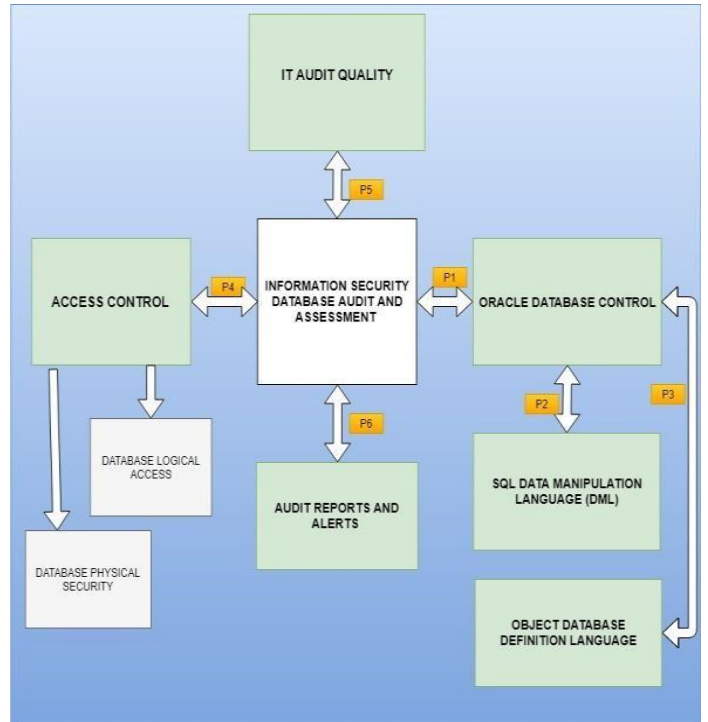 IT AUDIT QUALITY
P5
ACCESS CONTROL
P4
INFORMATION SECURITY
DATABASE AUDIT AND
ASSESSMENT
P1
ORACLE DATABASE CONTROL
P2
P3
P6
DATABASE LOGICAL
ACCESS
AUDIT REPORTS AND
ALERTS
SQL DATA MANIPULATION
LANGUAGE (DML)
DATABASE PHYSICAL
SECURITY
OBJECT DATABASE
DEFINITION LANGUAGE